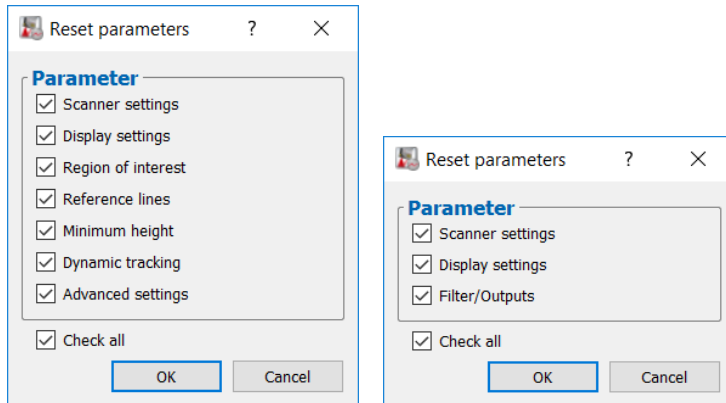 Reset parameters ?
Parameter
Scanner settings
Display settings
Region of interest
Reference lines
Minimum height
Dynamic tracking
Advanced settings
Check all
OK Cancel
Reset parameters ?
Parameter
Scanner settings
Display settings
Filter/Outputs
Check all
OK Cancel